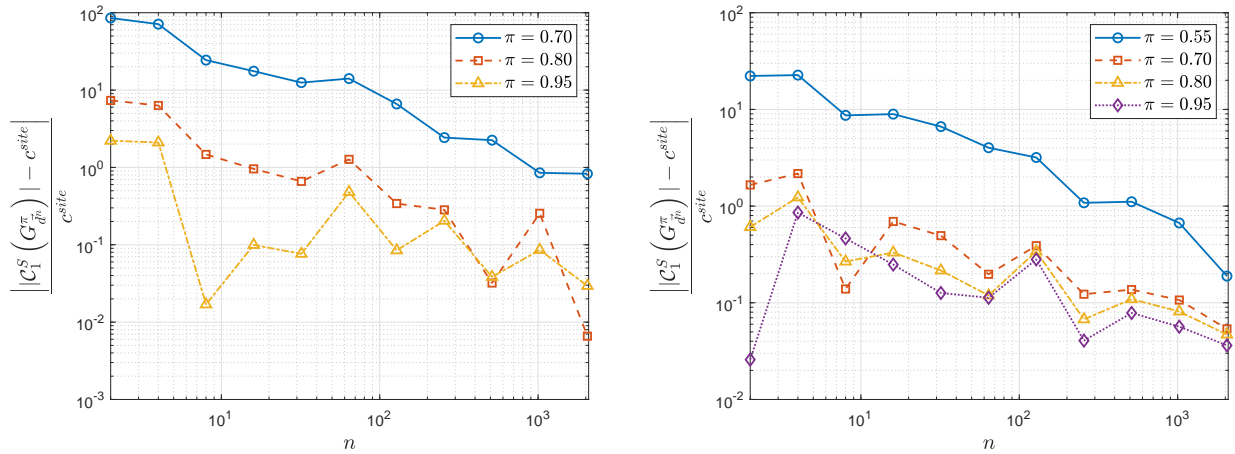 10^2
10^1
10^0
10^-1
10^-2
10^-3
10^1
10^2
10^3
n
| |C_1^S (G_{d^n}^π)| − c^{site} |
c^{site}
π = 0.70
π = 0.80
π = 0.95
10^2
10^1
10^0
10^-1
10^-2
10^1
10^2
10^3
n
| |C_1^S (G_{d^n}^π)| − c^{site} |
c^{site}
π = 0.55
π = 0.70
π = 0.80
π = 0.95